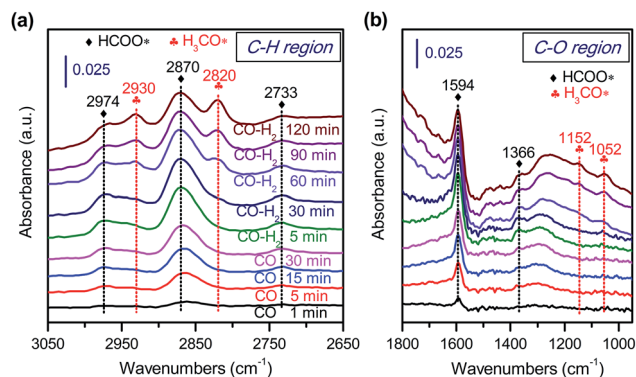 (a)
♦ HCOO* ♣ H₃CO*
C-H region
0.025
2974
2930
2870
2820
2733
CO-H₂ 120 min
CO-H₂ 90 min
CO-H₂ 60 min
CO-H₂ 30 min
CO-H₂ 5 min
CO 30 min
CO 15 min
CO 5 min
CO 1 min
Absorbance (a.u.)
3050 2950 2850 2750 2650
Wavenumbers (cm⁻¹)
(b)
0.025
C-O region
♦ HCOO*
♣ H₃CO*
1594
1366
1152
1052
Absorbance (a.u.)
1800 1600 1400 1200 1000
Wavenumbers (cm⁻¹)